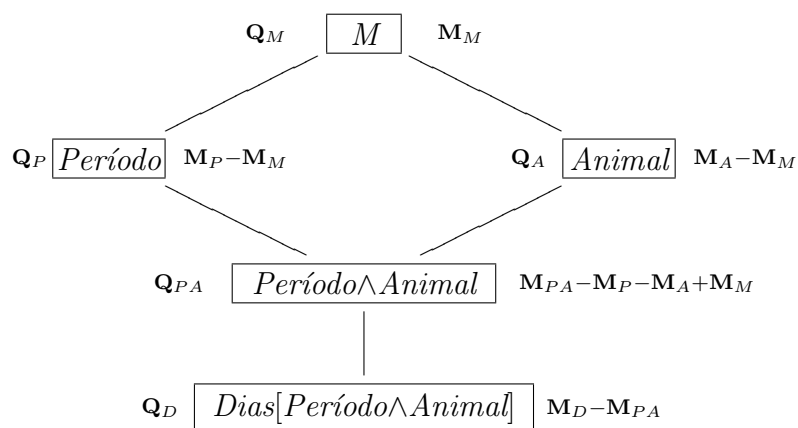 Q_M M M_M
Q_P Período M_P−M_M Q_A Animal M_A−M_M
Q_PA Período∧Animal M_PA−M_P−M_A+M_M
Q_D Dias[Período∧Animal] M_D−M_PA